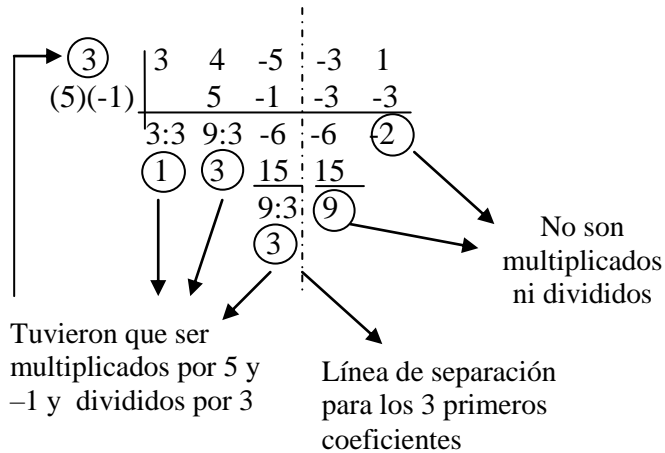 3 3 4 -5 -3 1
(5)(-1) 5 -1 -3 -3
3:3 9:3 -6 -6 -2
1 3 15 15
9:3 9
3
No son
multiplicados
ni divididos
Tuvieron que ser
multiplicados por 5 y
–1 y divididos por 3
Línea de separación
para los 3 primeros
coeficientes